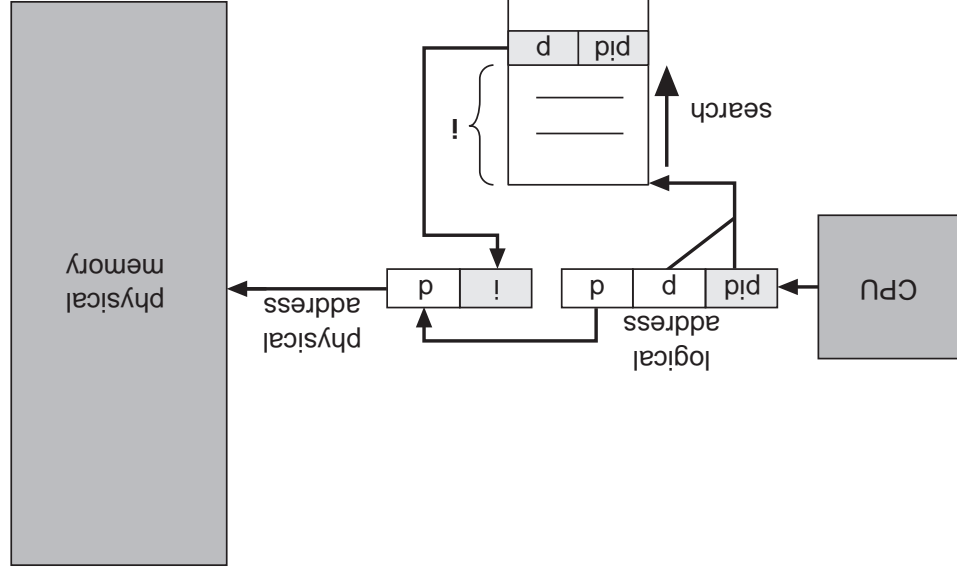 logical
address
physical
address
CPU
pid p d
i d
physical
memory
search
i
pid p